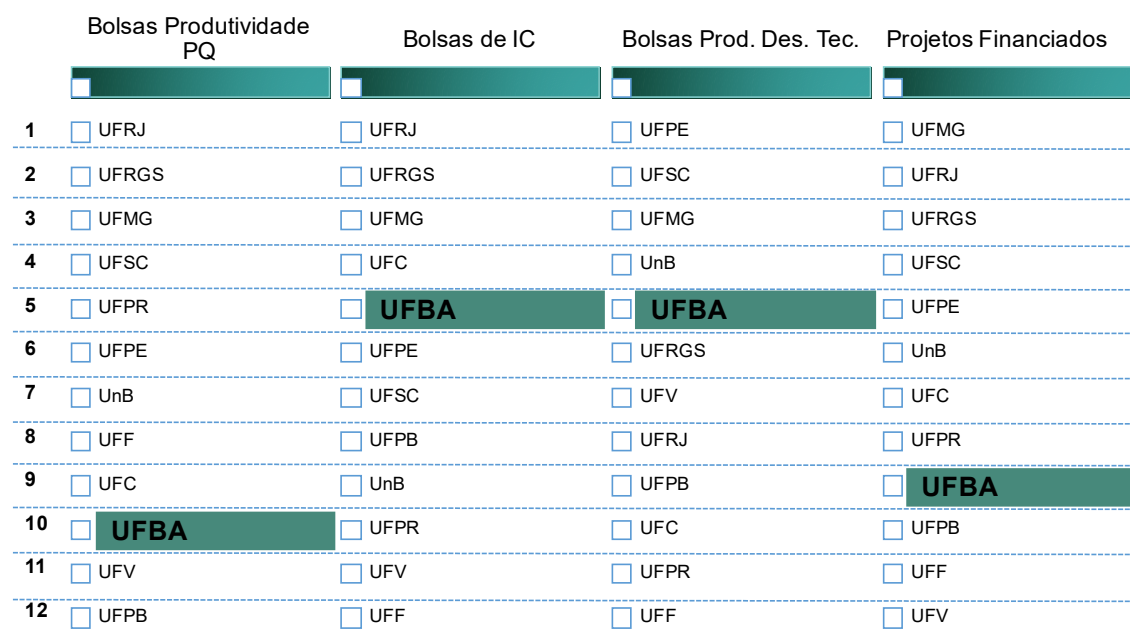 Bolsas Produtividade
PQ
Bolsas de IC
Bolsas Prod. Des. Tec.
Projetos Financiados
1 UFRJ UFRJ UFPE UFMG
2 UFRGS UFRGS UFSC UFRJ
3 UFMG UFMG UFMG UFRGS
4 UFSC UFC UnB UFSC
5 UFPR UFBA UFBA UFPE
6 UFPE UFPE UFRGS UnB
7 UnB UFSC UFV UFC
8 UFF UFPB UFRJ UFPR
9 UFC UnB UFPB UFBA
10 UFBA UFPR UFC UFPB
11 UFV UFV UFPR UFF
12 UFPB UFF UFF UFV